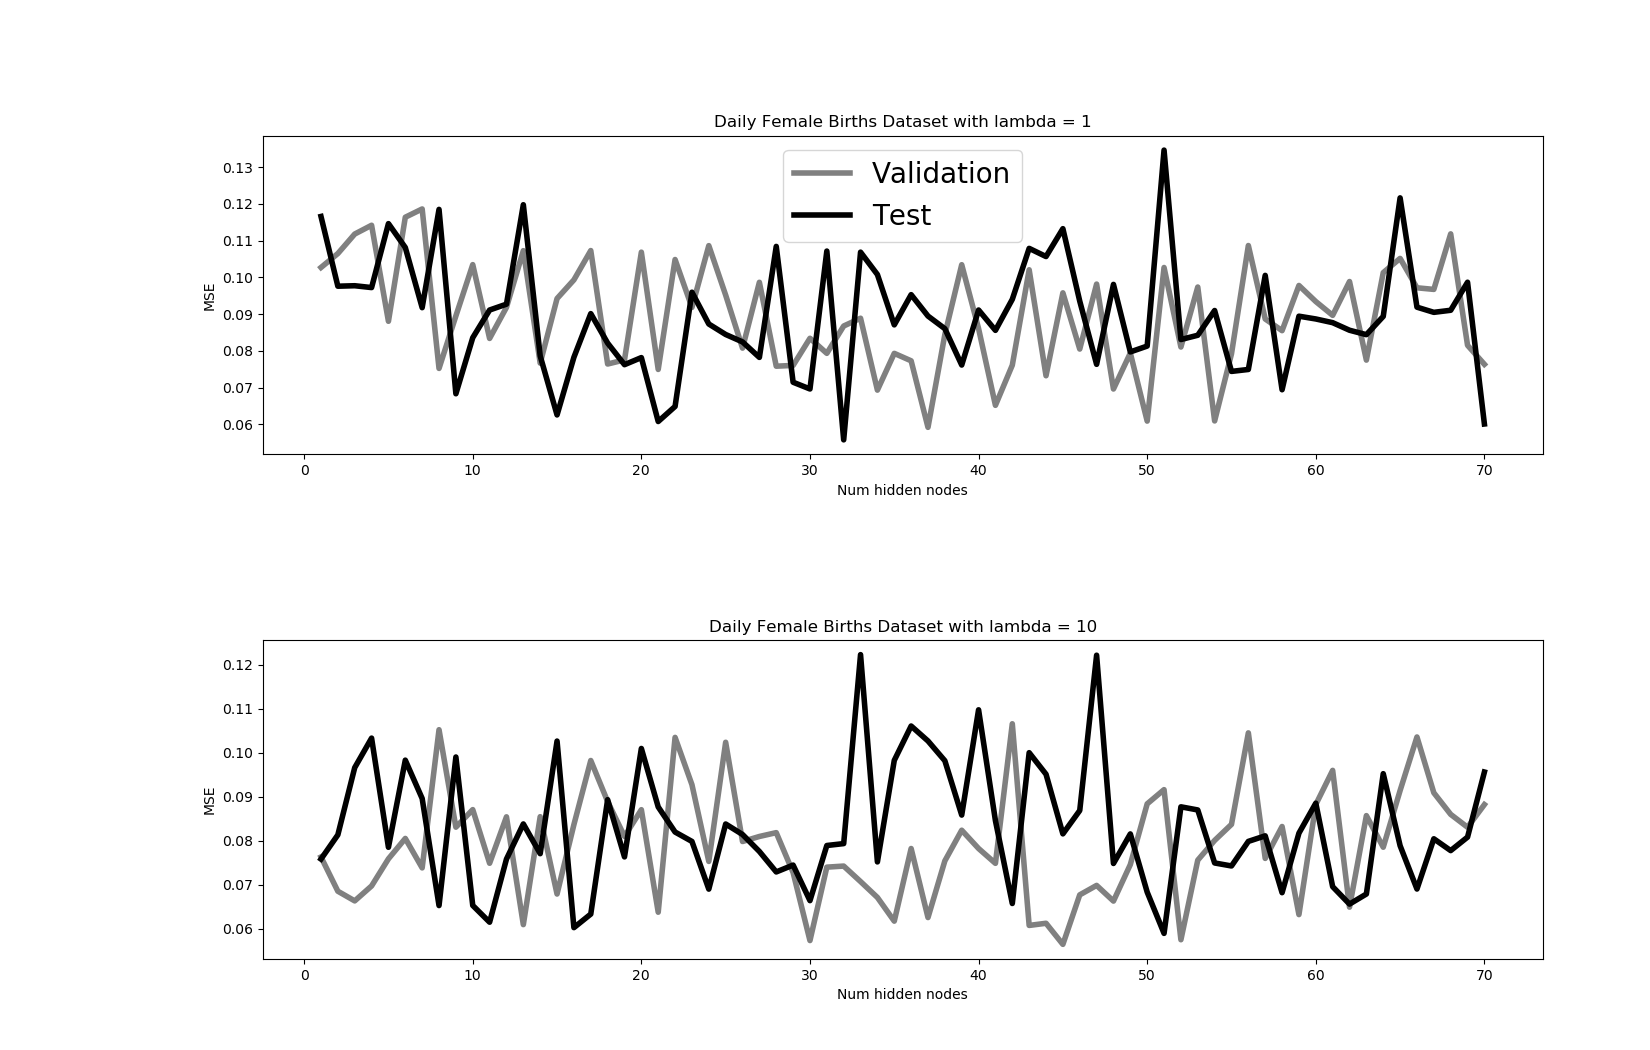 Daily Female Births Dataset with lambda = 1
0.13
0.12
0.11
0.10
0.09
0.08
0.07
0.06
MSE
Validation
Test
0 10 20 30 40 50 60 70
Num hidden nodes
Daily Female Births Dataset with lambda = 10
0.12
0.11
0.10
0.09
0.08
0.07
0.06
MSE
0 10 20 30 40 50 60 70
Num hidden nodes